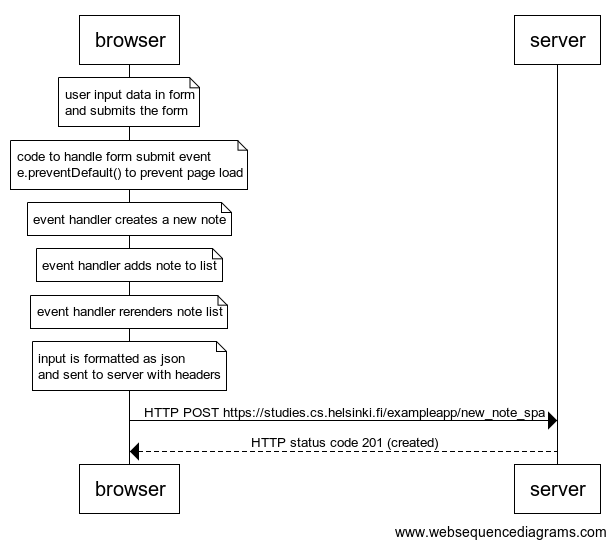 browser
server
user input data in form
and submits the form
code to handle form submit event
e.preventDefault() to prevent page load
event handler creates a new note
event handler adds note to list
event handler rerenders note list
input is formatted as json
and sent to server with headers
HTTP POST https://studies.cs.helsinki.fi/exampleapp/new_note_spa
HTTP status code 201 (created)
browser
server
www.websequencediagrams.com